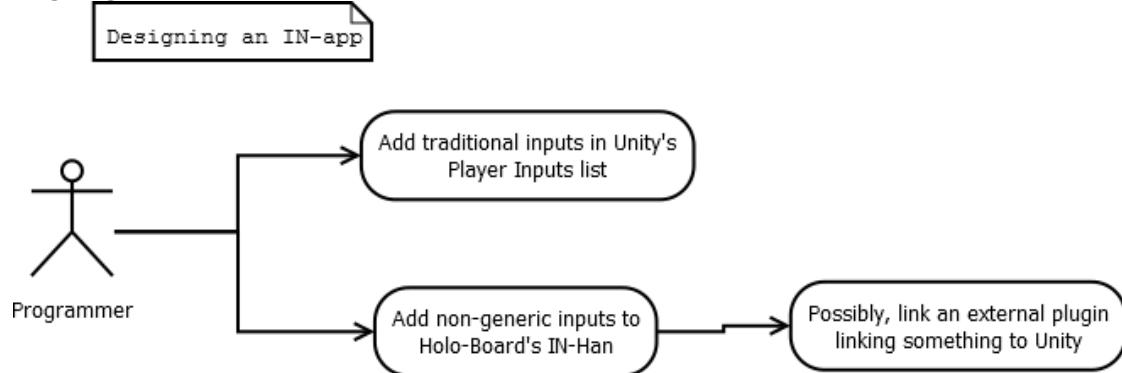 Designing an IN-app
Add traditional inputs in Unity's
Player Inputs list
Programmer
Add non-generic inputs to
Holo-Board's IN-Han
Possibly, link an external plugin
linking something to Unity